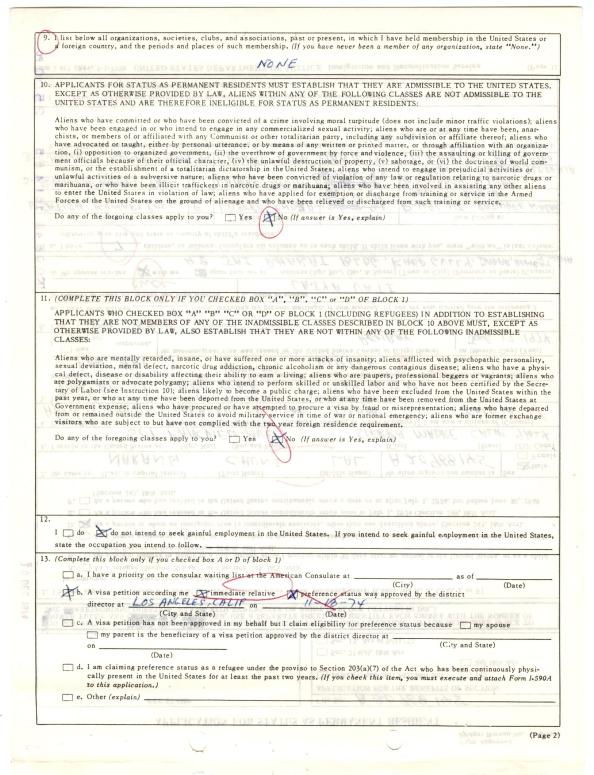 9. I list below all organizations, societies, clubs, and associations, past or present, in which I have held membership in the United States or
a foreign country, and the periods and places of such membership. (If you have never been a member of any organization, state "None.")
NONE
10. APPLICANTS FOR STATUS AS PERMANENT RESIDENTS MUST ESTABLISH THAT THEY ARE ADMISSIBLE TO THE UNITED STATES.
EXCEPT AS OTHERWISE PROVIDED BY LAW, ALIENS WITHIN ANY OF THE FOLLOWING CLASSES ARE NOT ADMISSIBLE TO THE
UNITED STATES AND ARE THEREFORE INELIGIBLE FOR STATUS AS PERMANENT RESIDENTS:
Aliens who have committed or who have been convicted of a crime involving moral turpitude (does not include minor traffic violations); aliens
who have been engaged in or who intend to engage in any commercialized sexual activity; aliens who are or at any time have been, anar-
chists, or members of or affiliated with any Communist or other totalitarian party, including any subdivision or affiliate thereof; aliens who
have advocated or taught, either by personal utterance, or by means of any written or printed matter, or through affiliation with an organiza-
tion, (i) opposition to organized government, (ii) the overthrow of government by force and violence, (iii) the assaulting or killing of govern-
ment officials because of their official character, (iv) the unlawful destruction of property, (v) sabotage, or (vi) the doctrines of world com-
munism, or the establishment of a totalitarian dictatorship in the United States; aliens who intend to engage in prejudicial activities or
unlawful activities of a subversive nature; aliens who have been convicted of violation of any law or regulation relating to narcotic drugs or
marihuana, or who have been illicit traffickers in narcotic drugs or marihuana; aliens who have been involved in assisting any other aliens
to enter the United States in violation of law; aliens who have applied for exemption or discharge from training or service in the Armed
Forces of the United States on the ground of alienage and who have been relieved or discharged from such training or service.
Do any of the forgoing classes apply to you? Yes X No (If answer is Yes, explain)
11. (COMPLETE THIS BLOCK ONLY IF YOU CHECKED BOX "A", "B", "C" or "D" OF BLOCK 1)
APPLICANTS WHO CHECKED BOX "A" "B" "C" OR "D" OF BLOCK 1 (INCLUDING REFUGEES) IN ADDITION TO ESTABLISHING
THAT THEY ARE NOT MEMBERS OF ANY OF THE INADMISSIBLE CLASSES DESCRIBED IN BLOCK 10 ABOVE MUST, EXCEPT AS
OTHERWISE PROVIDED BY LAW, ALSO ESTABLISH THAT THEY ARE NOT WITHIN ANY OF THE FOLLOWING INADMISSIBLE
CLASSES:
Aliens who are mentally retarded, insane, or have suffered one or more attacks of insanity; aliens afflicted with psychopathic personality,
sexual deviation, mental defect, narcotic drug addiction, chronic alcoholism or any dangerous contagious disease; aliens who have a physi-
cal defect, disease or disability affecting their ability to earn a living; aliens who are paupers, professional beggars or vagrants; aliens who
are polygamists or advocate polygamy; aliens who intend to perform skilled or unskilled labor and who have not been certified by the Secre-
tary of Labor (see Instruction 10); aliens likely to become a public charge; aliens who have been excluded from the United States within the
past year, or who at any time have been deported from the United States, or who at any time have been removed from the United States at
Government expense; aliens who have procured or have attempted to procure a visa by fraud or misrepresentation; aliens who have departed
from or remained outside the United States to avoid military service in time of war or national emergency; aliens who are former exchange
visitors who are subject to but have not complied with the two year foreign residence requirement.
Do any of the foregoing classes apply to you? Yes X No (If answer is Yes, explain)
12.
I do X do not intend to seek gainful employment in the United States. If you intend to seek gainful employment in the United States,
state the occupation you intend to follow.
13. (Complete this block only if you checked box A or D of block 1)
a. I have a priority on the consular waiting list at the American Consulate at as of
(City) (Date)
X b. A visa petition according me X immediate relative X preference status was approved by the district
director at LOS ANGELES, CALIF on 11-18-74
(City and State) (Date)
c. A visa petition has not been approved in my behalf but I claim eligibility for preference status because my spouse
my parent is the beneficiary of a visa petition approved by the district director at
on (City and State)
(Date)
d. I am claiming preference status as a refugee under the proviso to Section 203(a)(7) of the Act who has been continuously physi-
cally present in the United States for at least the past two years. (If you check this item, you must execute and attach Form I-590A
to this application.)
e. Other (explain)
(Page 2)